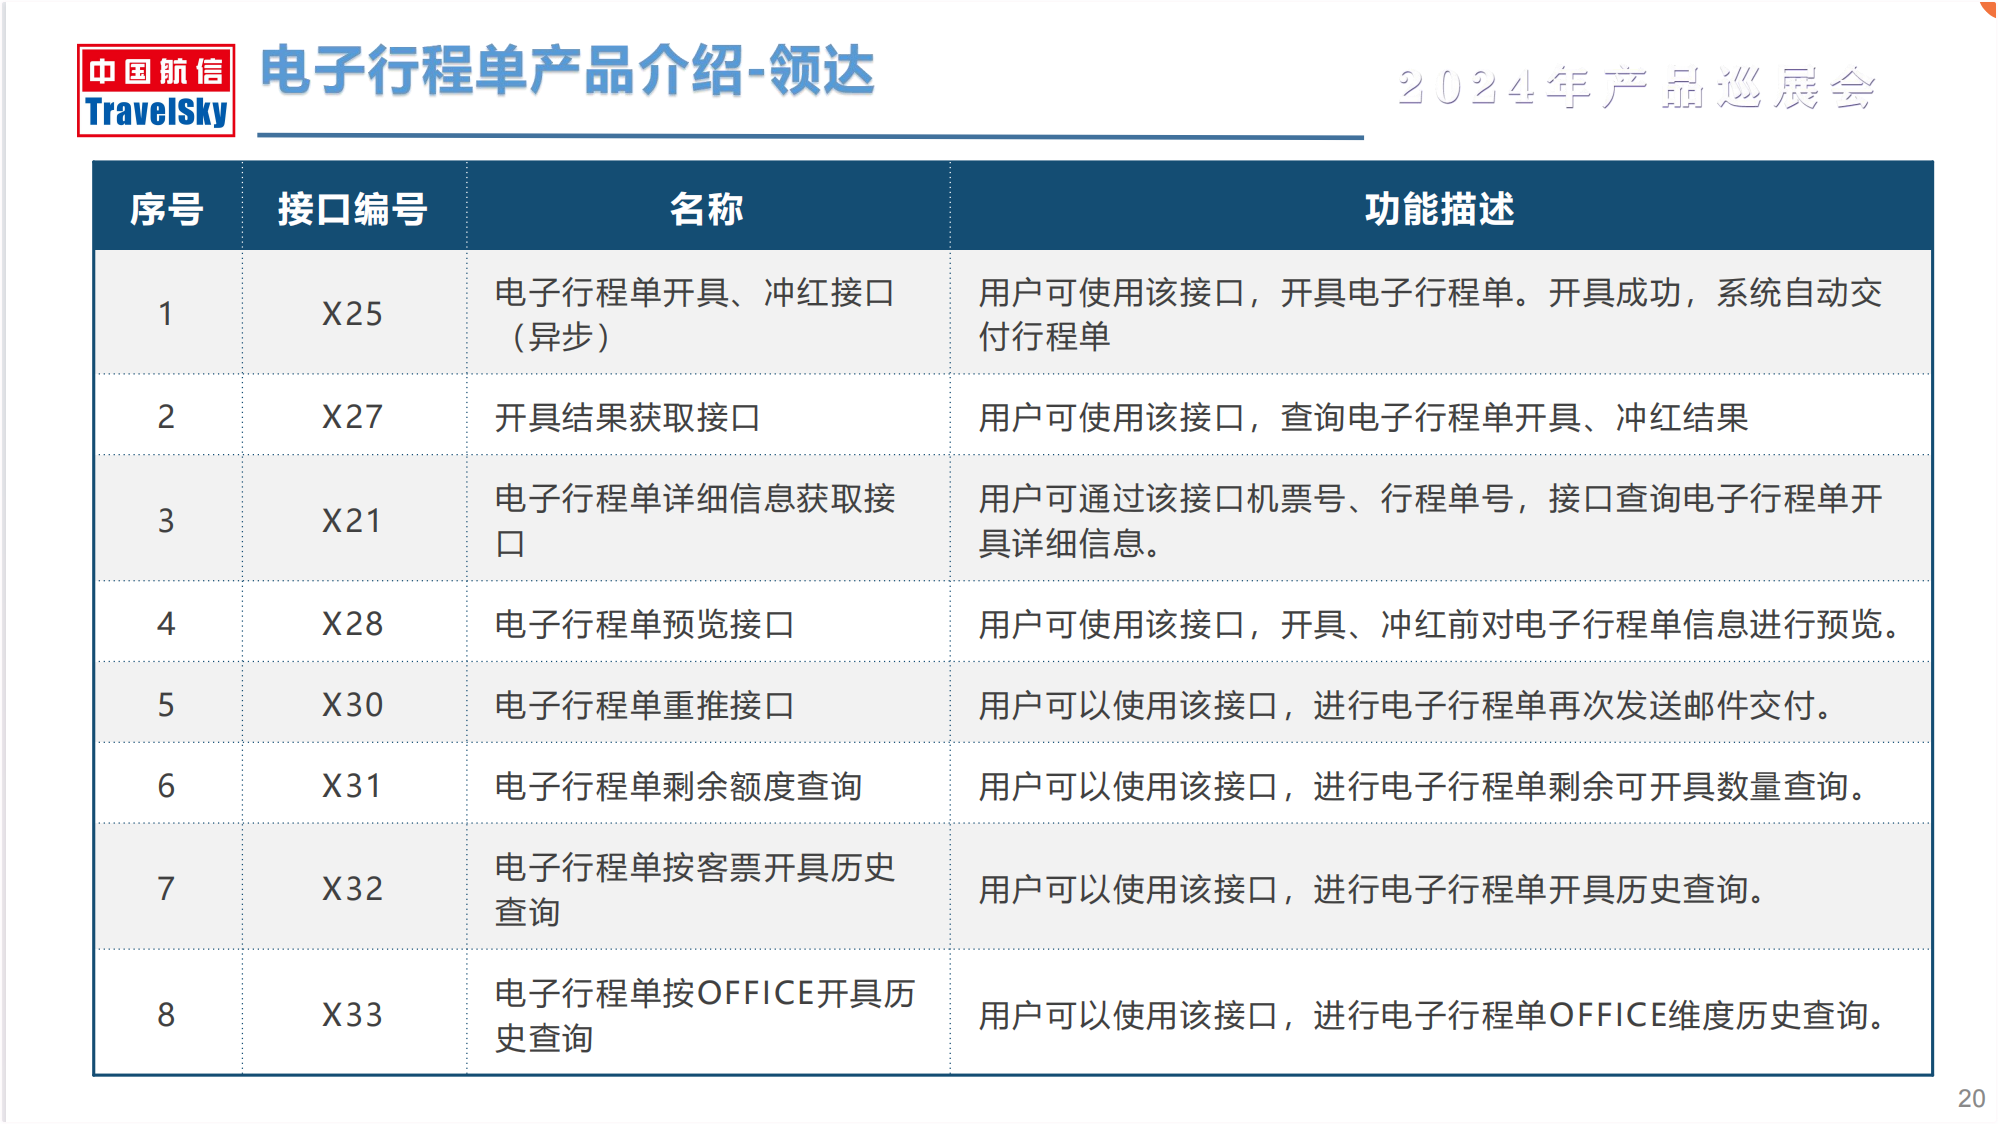 中国航信
TravelSky
电子行程单产品介绍-领达
2024年产品巡展会
序号 接口编号 名称 功能描述
1 X25 电子行程单开具、冲红接口
（异步） 用户可使用该接口，开具电子行程单。开具成功，系统自动交
付行程单
2 X27 开具结果获取接口 用户可使用该接口，查询电子行程单开具、冲红结果
3 X21 电子行程单详细信息获取接
口 用户可通过该接口机票号、行程单号，接口查询电子行程单开
具详细信息。
4 X28 电子行程单预览接口 用户可使用该接口，开具、冲红前对电子行程单信息进行预览。
5 X30 电子行程单重推接口 用户可以使用该接口，进行电子行程单再次发送邮件交付。
6 X31 电子行程单剩余额度查询 用户可以使用该接口，进行电子行程单剩余可开具数量查询。
7 X32 电子行程单按客票开具历史
查询 用户可以使用该接口，进行电子行程单开具历史查询。
8 X33 电子行程单按OFFICE开具历
史查询 用户可以使用该接口，进行电子行程单OFFICE维度历史查询。
20